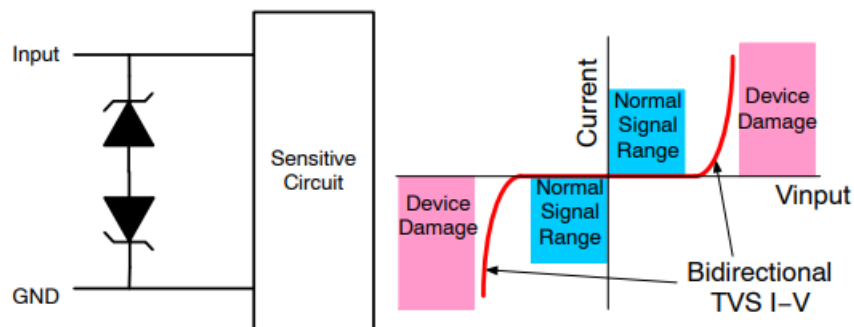 Input
Sensitive
Circuit
GND
Current
Normal
Signal
Range
Device
Damage
Vinput
Device
Damage
Normal
Signal
Range
Bidirectional
TVS I–V